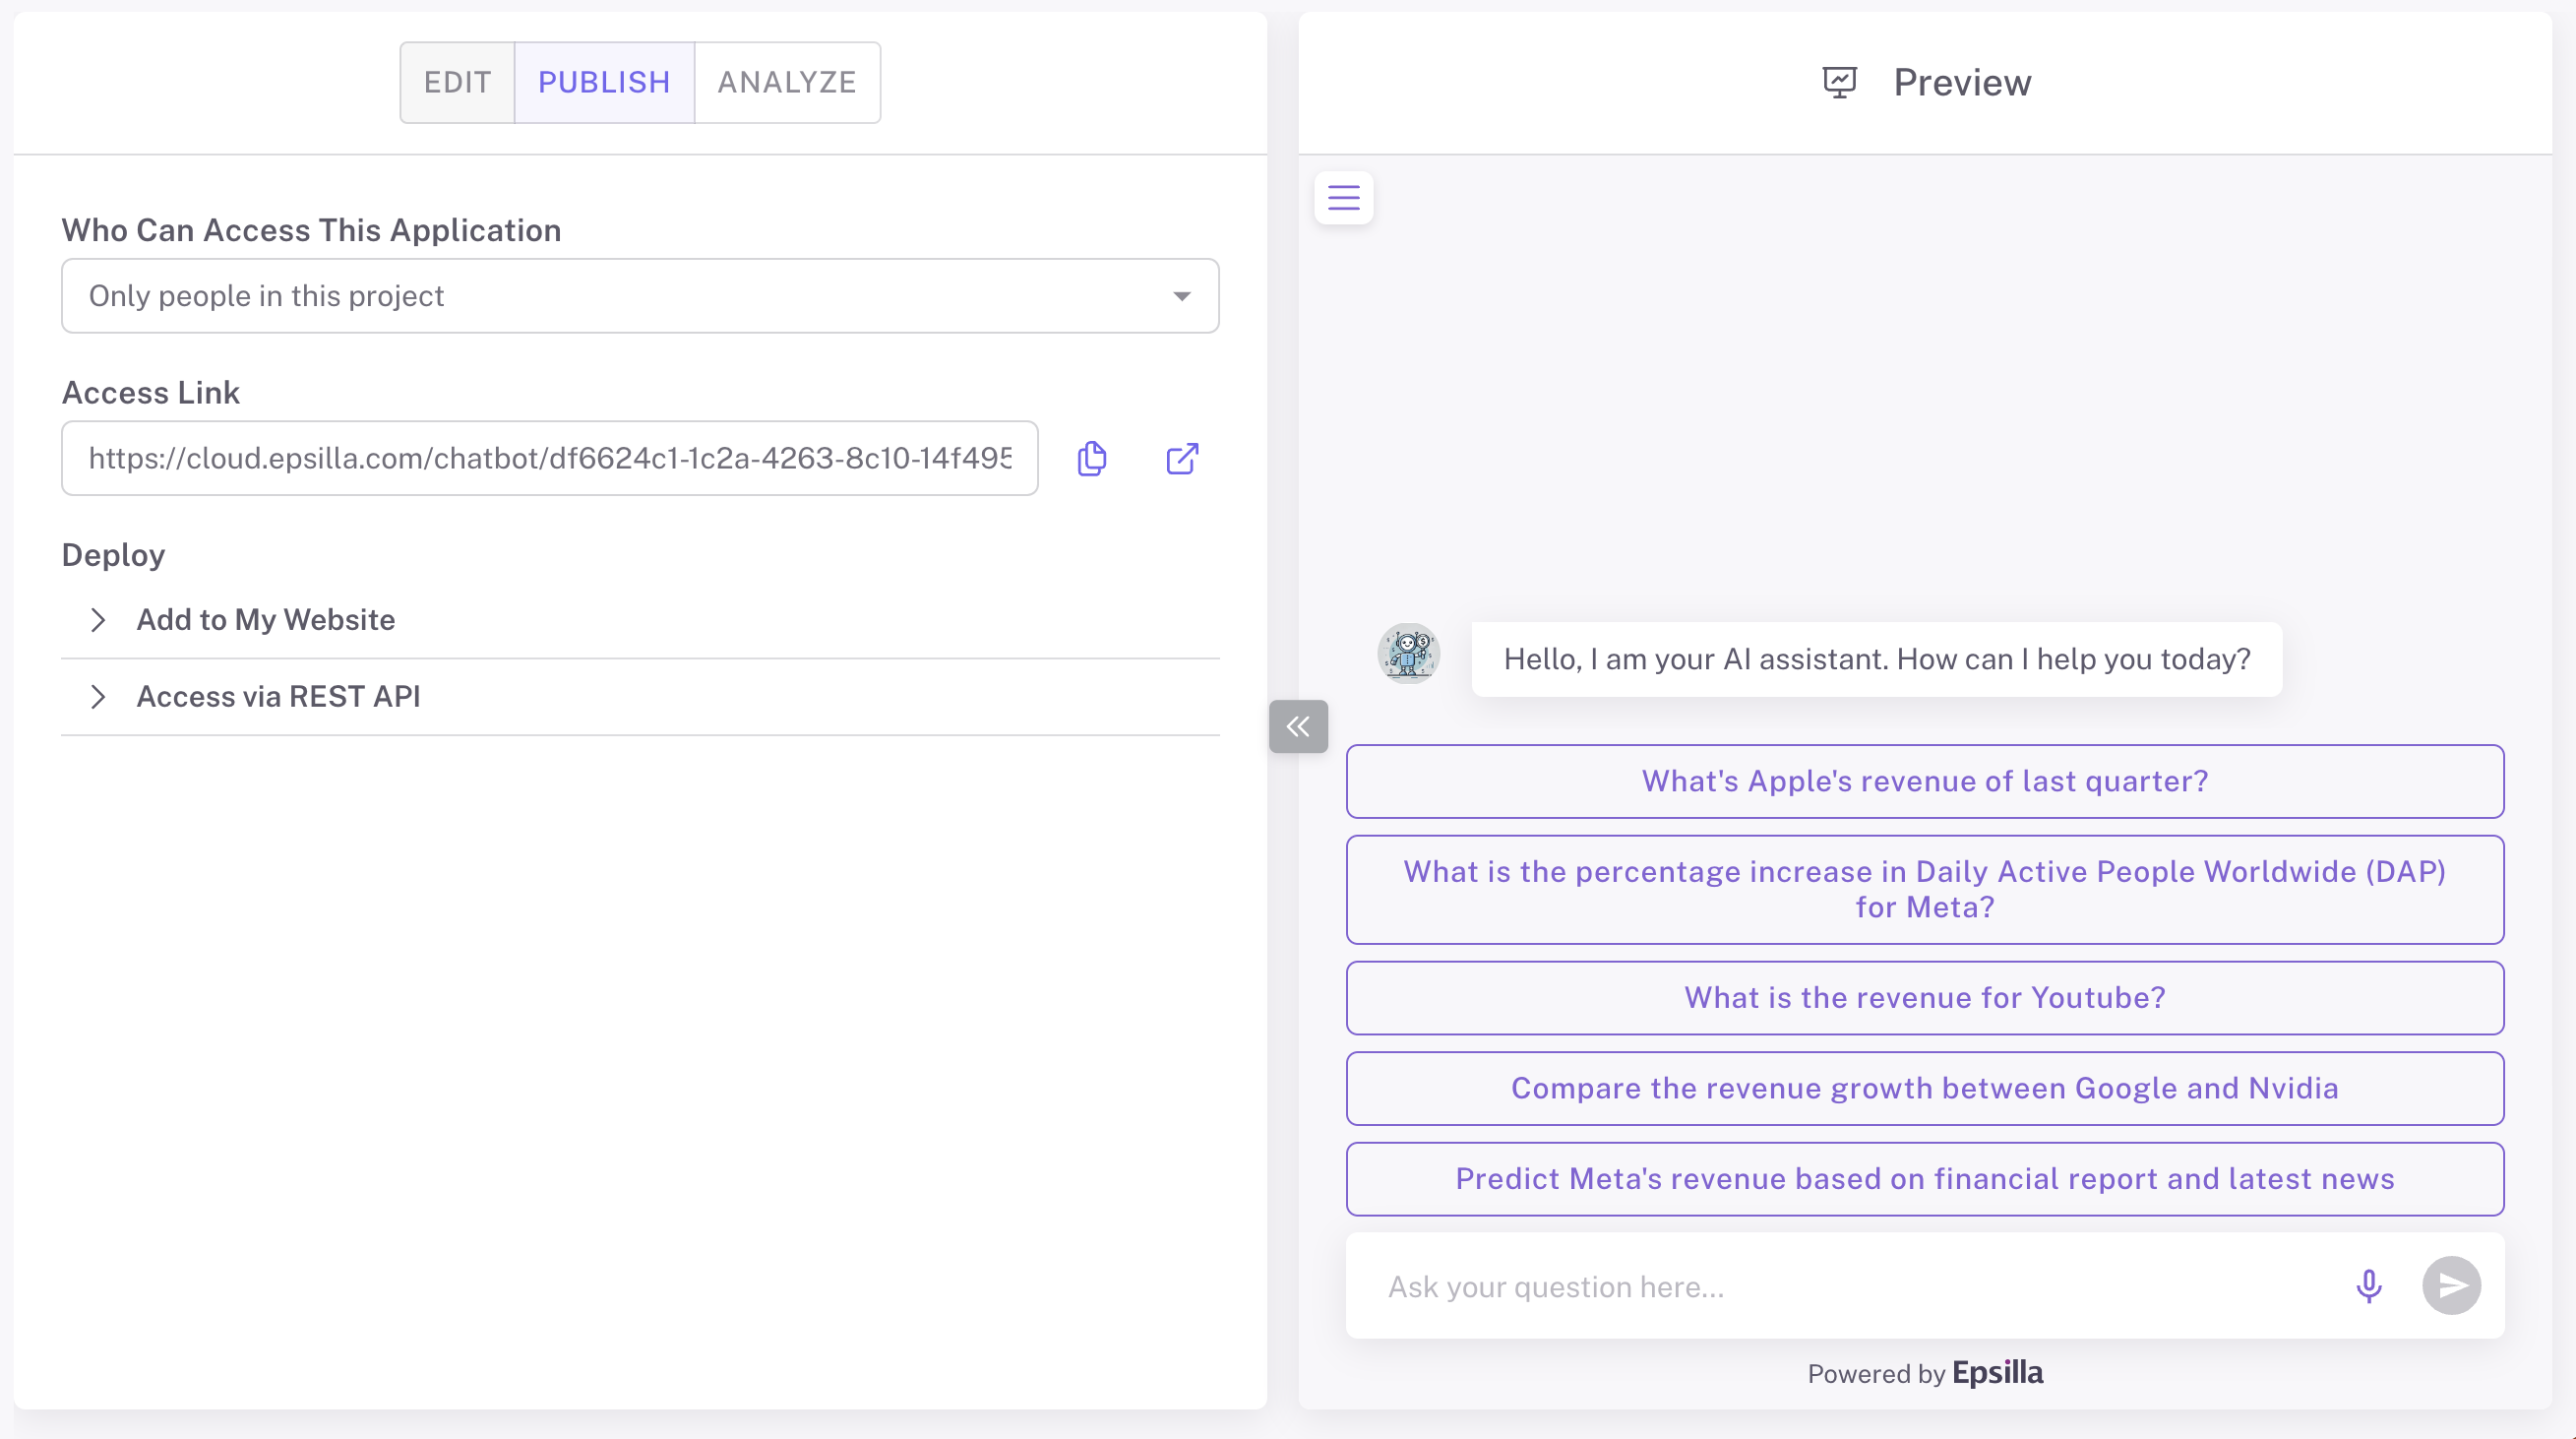 EDIT
PUBLISH
ANALYZE
Who Can Access This Application
Only people in this project
Access Link
https://cloud.epsilla.com/chatbot/df6624c1-1c2a-4263-8c10-14f495
Deploy
Add to My Website
Access via REST API
Preview
Hello, I am your AI assistant. How can I help you today?
What's Apple's revenue of last quarter?
What is the percentage increase in Daily Active People Worldwide (DAP)
for Meta?
What is the revenue for Youtube?
Compare the revenue growth between Google and Nvidia
Predict Meta's revenue based on financial report and latest news
Ask your question here...
Powered by Epsilla